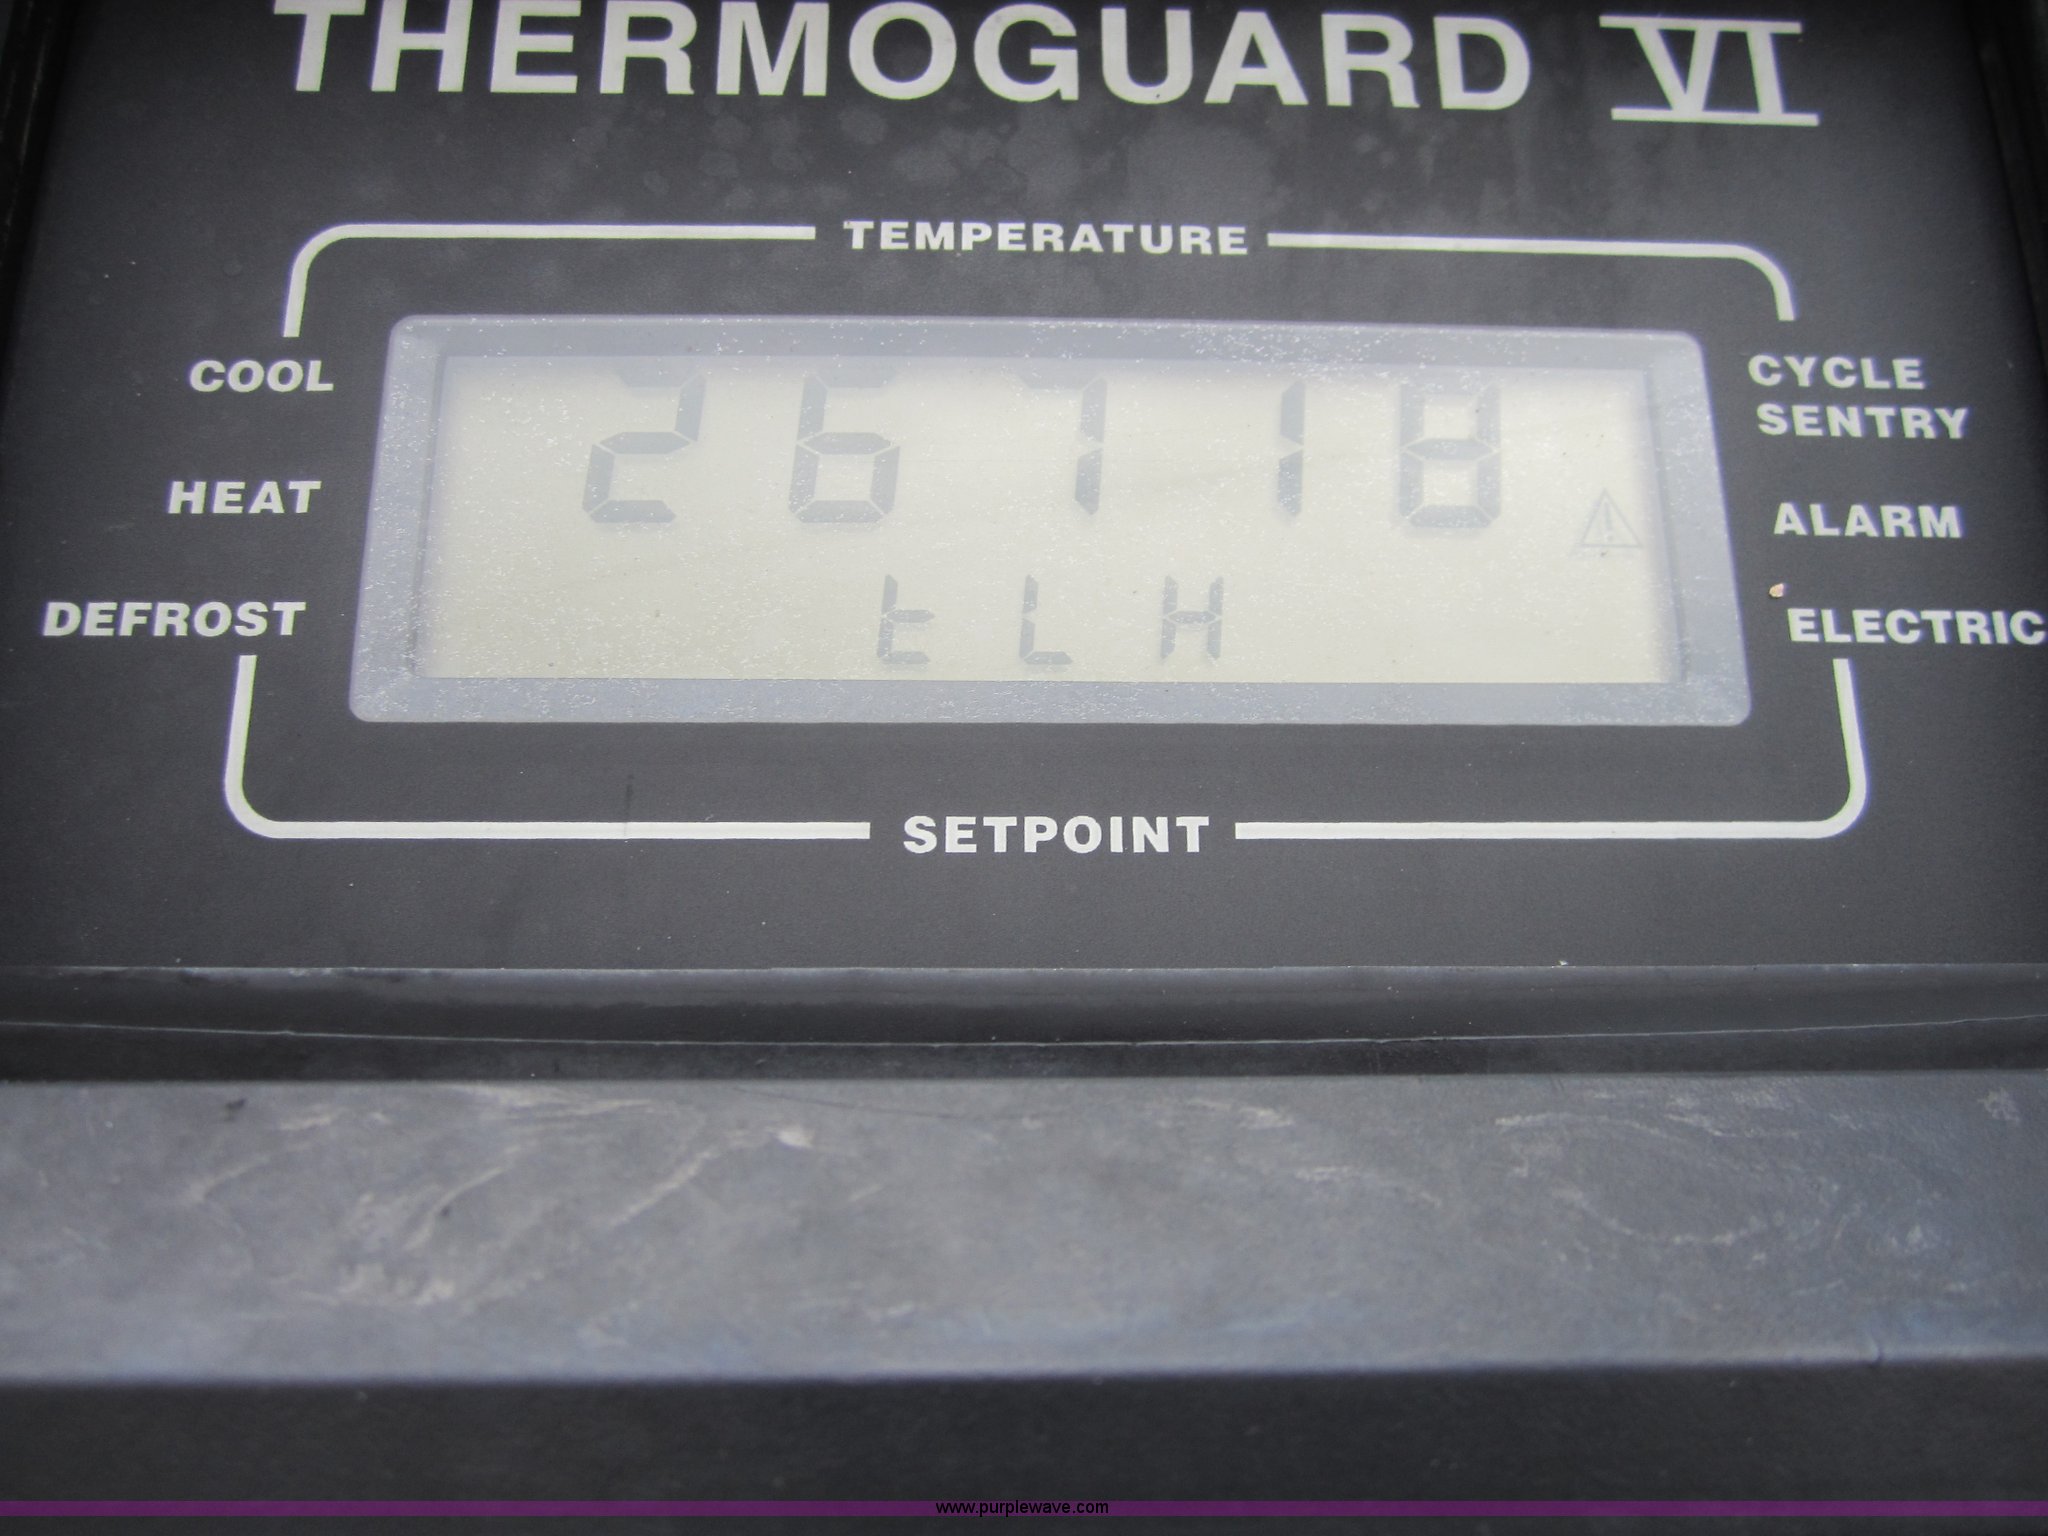 THERMOGUARD VI
TEMPERATURE
COOL
HEAT
DEFROST
26718
tLH
CYCLE
SENTRY
ALARM
ELECTRIC
SETPOINT
www.purplewave.com